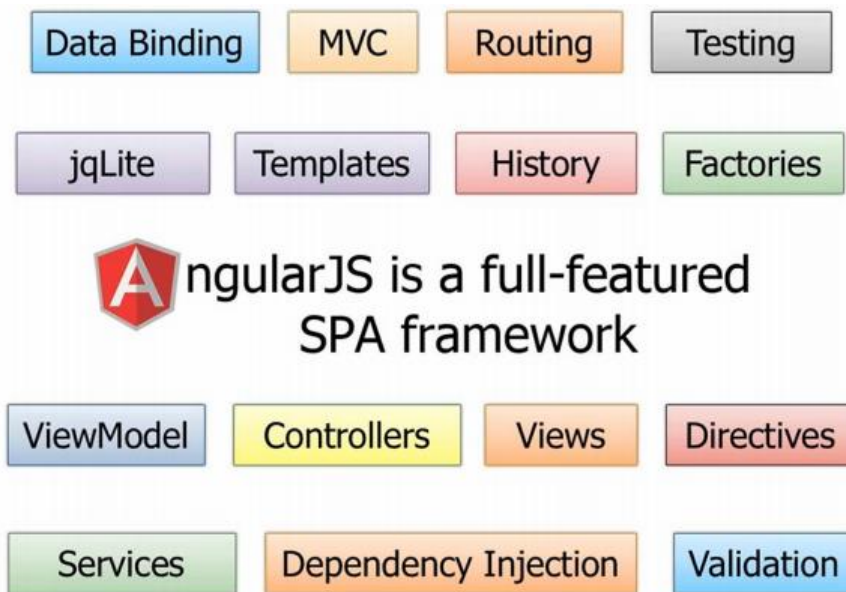 Data Binding MVC Routing Testing
jqLite Templates History Factories
AngularJS is a full-featured
SPA framework
ViewModel Controllers Views Directives
Services Dependency Injection Validation